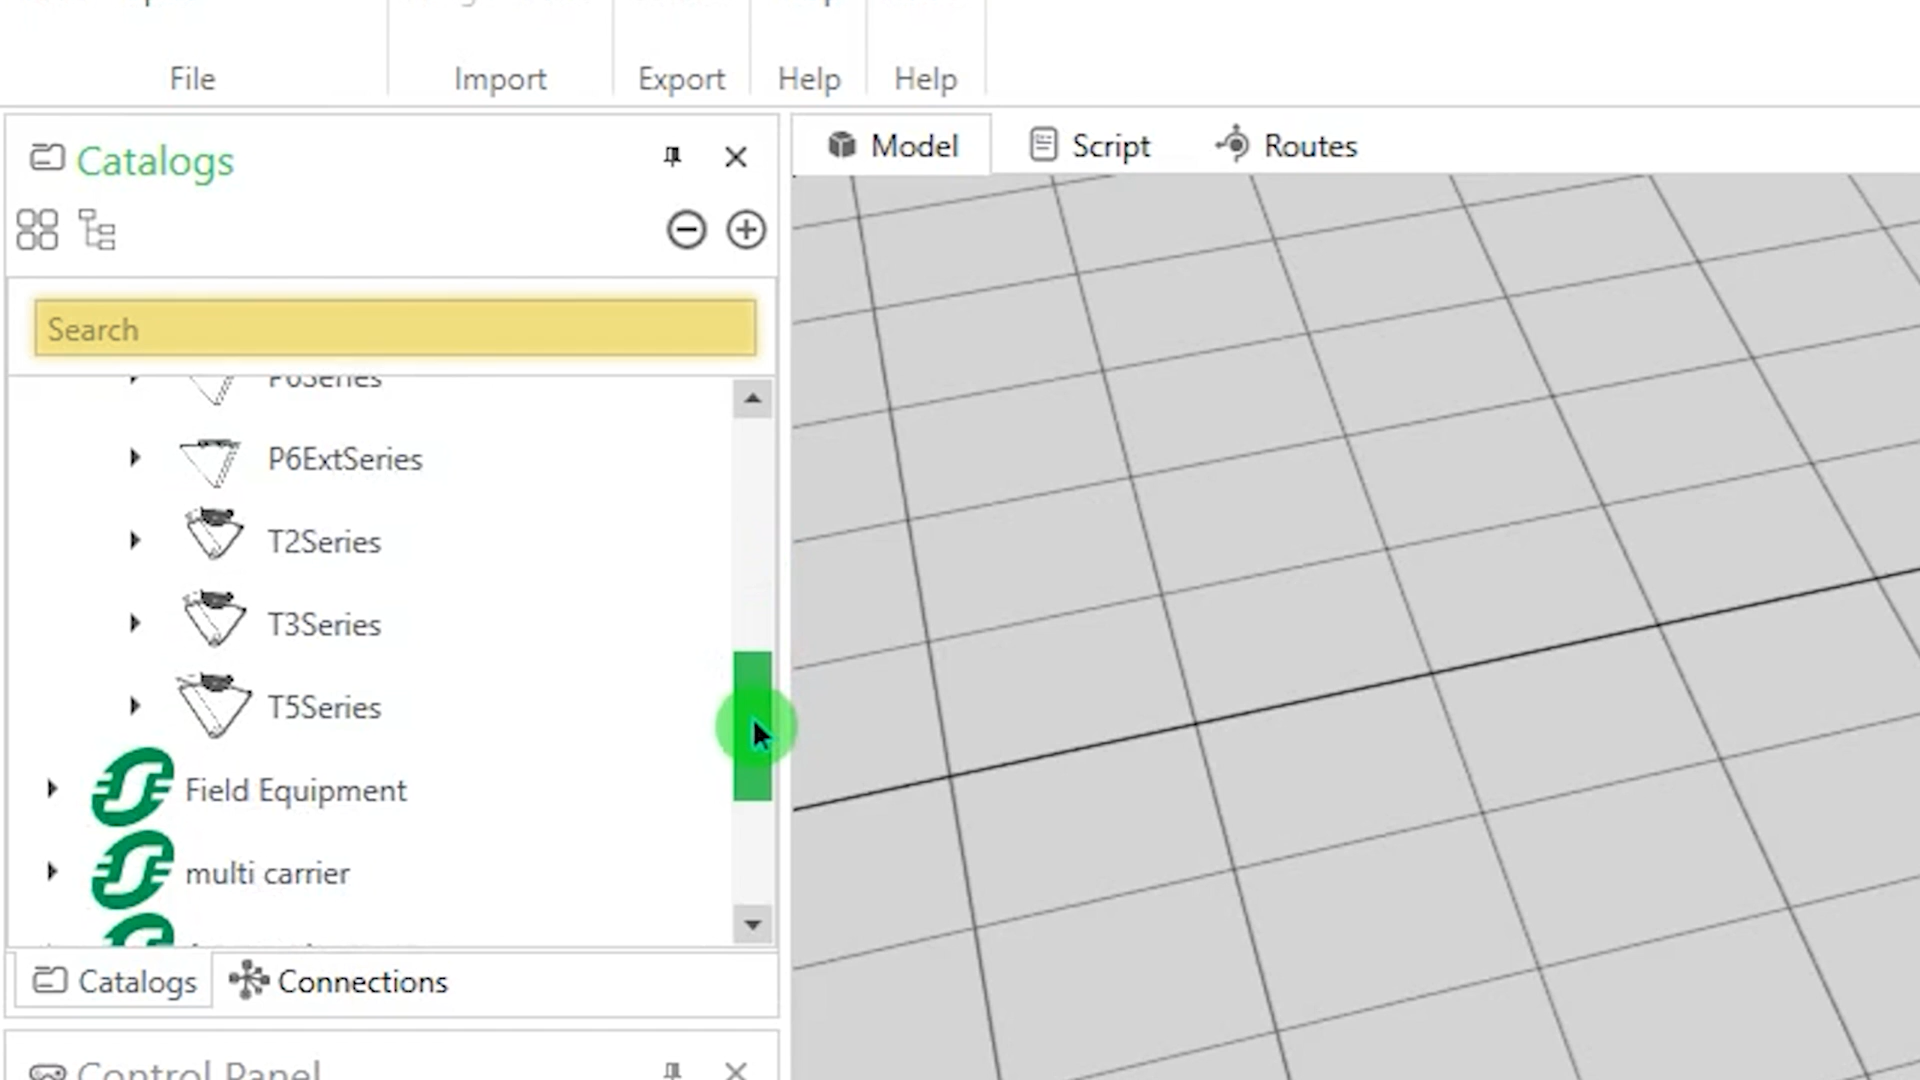 File
Import
Export
Help
Help
Catalogs
Model
Script
Routes
Search
P6Series
P6ExtSeries
T2Series
T3Series
T5Series
Field Equipment
multi carrier
Catalogs
Connections
Control Panel